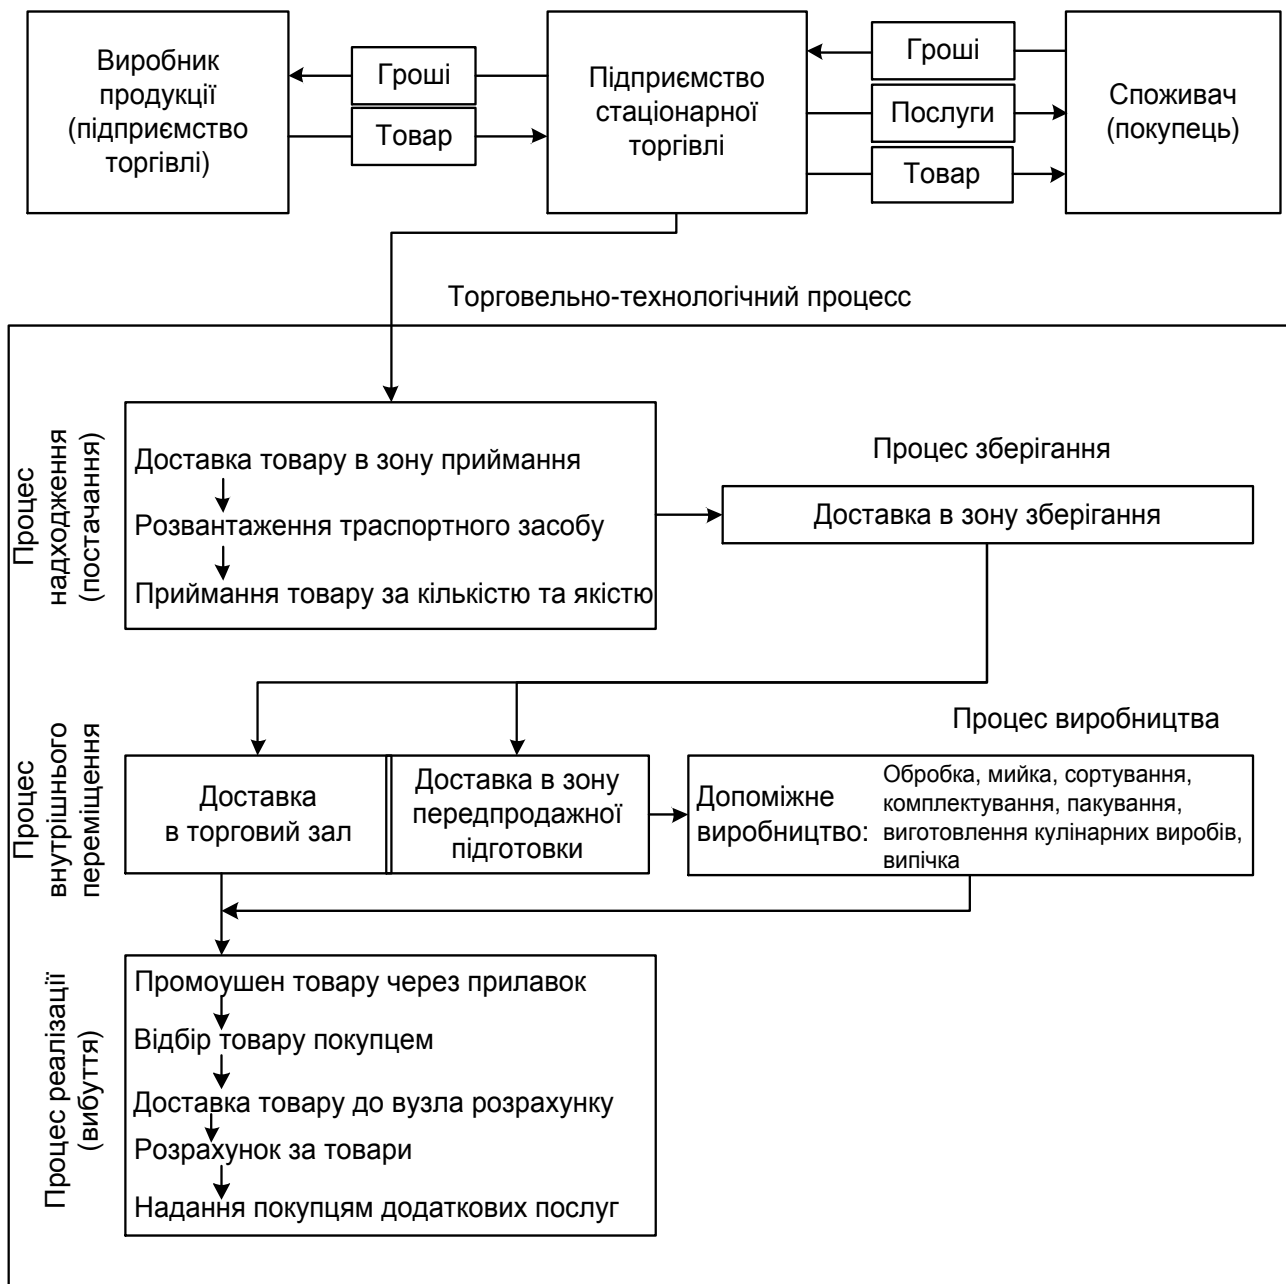 Виробник
продукції
(підприємство
торгівлі)
Гроші
Товар
Підприємство
стаціонарної
торгівлі
Гроші
Послуги
Товар
Споживач
(покупець)
Торговельно-технологічний процесс
Процес
надходження
(постачання)
Доставка товару в зону приймання
Розвантаження траспортного засобу
Приймання товару за кількістю та якістю
Процес зберігання
Доставка в зону зберігання
Процес
внутрішнього
переміщення
Доставка
в торговий зал
Доставка в зону
передпродажної
підготовки
Процес виробництва
Допоміжне
виробництво:
Обробка, мийка, сортування,
комплектування, пакування,
виготовлення кулінарних виробів,
випічка
Процес реалізації
(вибуття)
Промоушен товару через прилавок
Відбір товару покупцем
Доставка товару до вузла розрахунку
Розрахунок за товари
Надання покупцям додаткових послуг